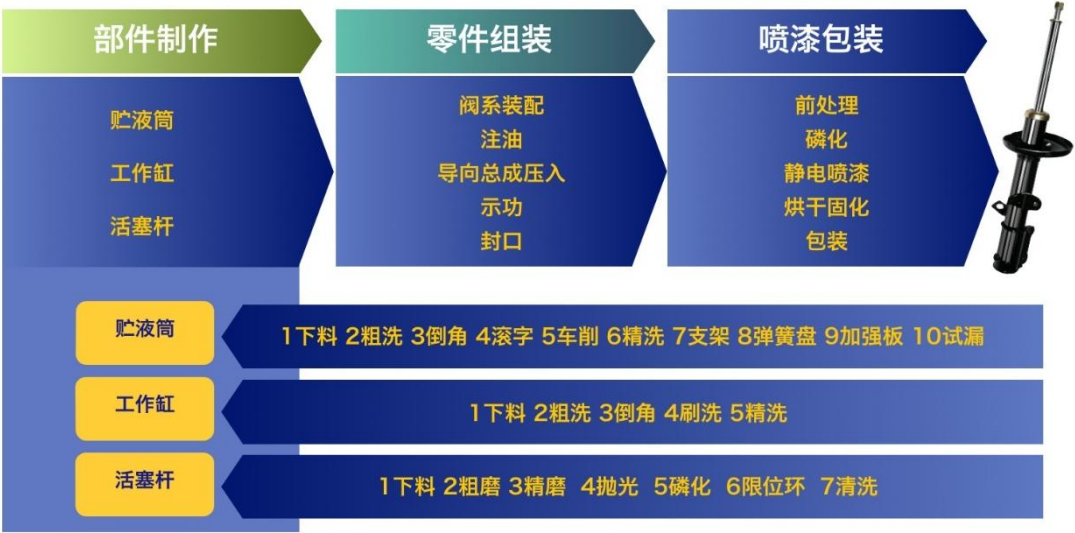 部件制作
贮液筒
工作缸
活塞杆
零件组装
阀系装配
注油
导向总成压入
示功
封口
喷漆包装
前处理
磷化
静电喷漆
烘干固化
包装
贮液筒
1下料 2粗洗 3倒角 4滚字 5车削 6精洗 7支架 8弹簧盘 9加强板 10试漏
工作缸
1下料 2粗洗 3倒角 4刷洗 5精洗
活塞杆
1下料 2粗磨 3精磨 4抛光 5磷化 6限位环 7清洗